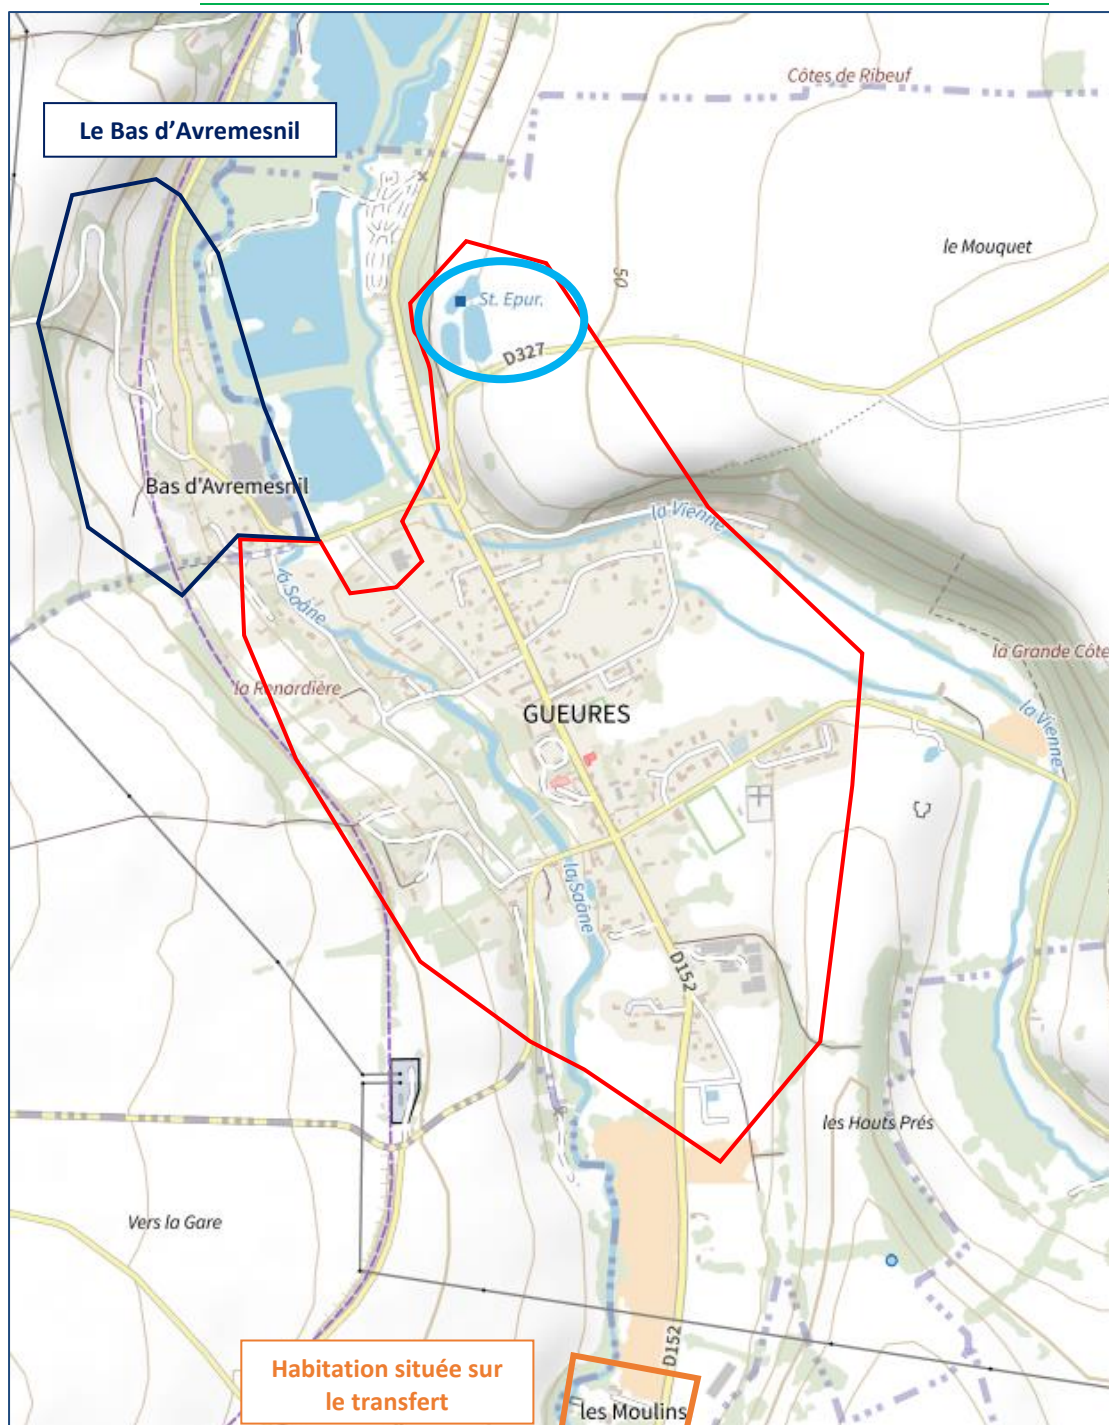 Côtes de Ribeuf
Le Bas d’Avremesnil
le Mouquet
50
St. Epur.
D327
Bas d'Avremesnil
la Vienne
la Saâne
la Grande Côte
la Renardière
la Vienne
GUEURES
la Saâne
D152
les Hauts Prés
Vers la Gare
D152
Habitation située sur
le transfert
les Moulins